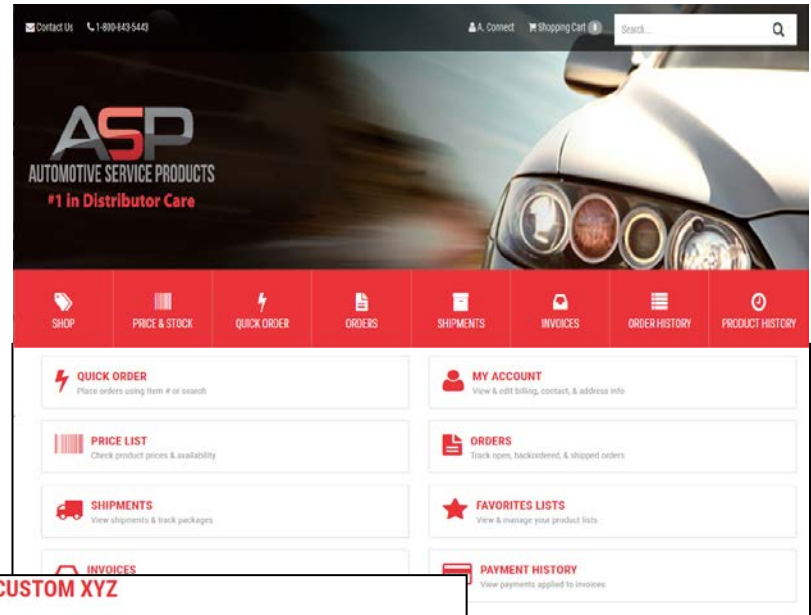 Contact Us 1-800-843-5443 A. Connect Shopping Cart 0 Search...
ASP
AUTOMOTIVE SERVICE PRODUCTS
#1 in Distributor Care
SHOP PRICE & STOCK QUICK ORDER ORDERS SHIPMENTS INVOICES ORDER HISTORY PRODUCT HISTORY
QUICK ORDER
Place orders using Item # or search
MY ACCOUNT
View & edit billing, contact, & address info
PRICE LIST
Check product prices & availability
ORDERS
Track open, backordered, & shipped orders
SHIPMENTS
View shipments & track packages
FAVORITES LISTS
View & manage your product lists
INVOICES
PAYMENT HISTORY
View payments applied to invoices
CUSTOM XYZ